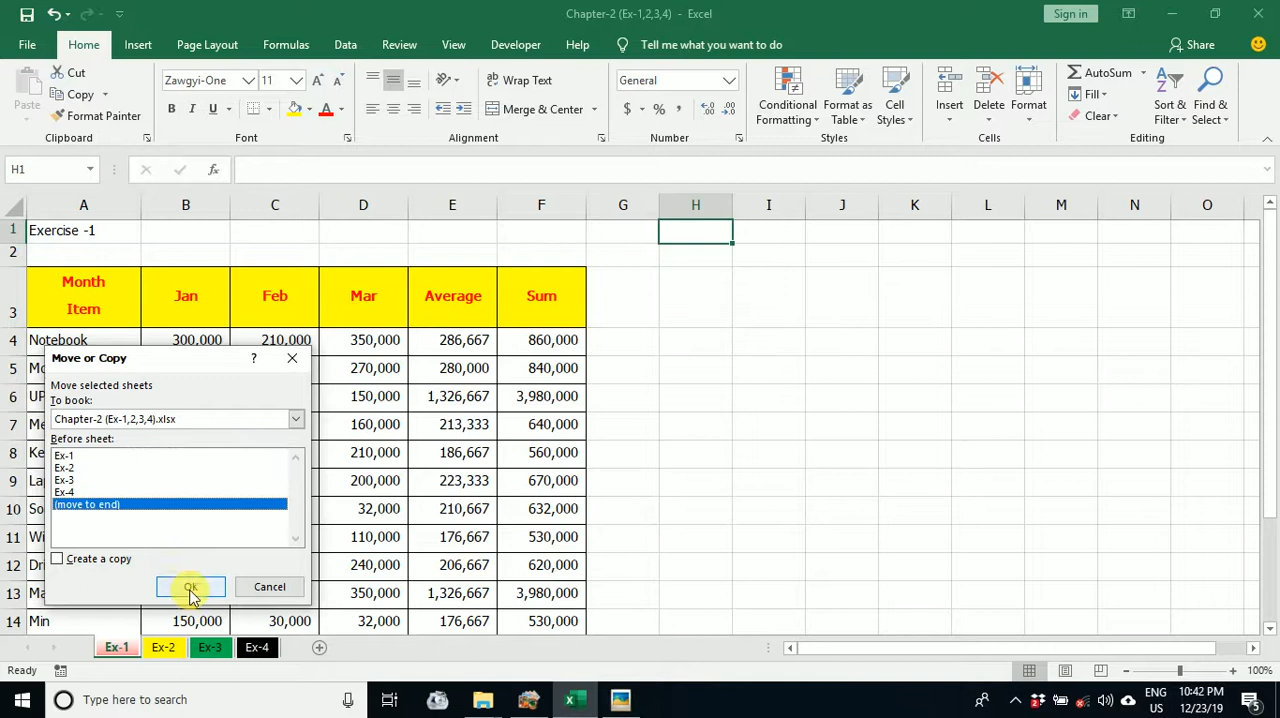 Chapter-2 (Ex-1,2,3,4) - Excel
Sign in
File Home Insert Page Layout Formulas Data Review View Developer Help Tell me what you want to do Share
Paste
Cut
Copy
Format Painter
Clipboard
Zawgyi-One 11
B I U
Font
Wrap Text
Merge & Center
Alignment
General
$ % ,
Number
Conditional Formatting
Format as Table
Cell Styles
Styles
Insert Delete Format
Cells
AutoSum
Fill
Clear
Sort & Filter
Find & Select
Editing
H1
fx
A B C D E F G H I J K L M N O
1 Exercise -1
2
3 Month Item Jan Feb Mar Average Sum
4 Notebook 300,000 210,000 350,000 286,667 860,000
5 270,000 280,000 840,000
6 UP 150,000 1,326,667 3,980,000
7 160,000 213,333 640,000
8 Ke 210,000 186,667 560,000
9 200,000 223,333 670,000
10 So 32,000 210,667 632,000
11 Wi 110,000 176,667 530,000
12 Dri 240,000 206,667 620,000
13 Ma 350,000 1,326,667 3,980,000
14 Min 150,000 30,000 32,000 176,667 530,000
Move or Copy ?
Move selected sheets
To book:
Chapter-2 (Ex-1,2,3,4).xlsx
Before sheet:
Ex-1
Ex-2
Ex-3
Ex-4
(move to end)
Create a copy
OK Cancel
Ex-1 Ex-2 Ex-3 Ex-4
Ready
100%
Type here to search
ENG
US
10:42 PM
12/23/19
5